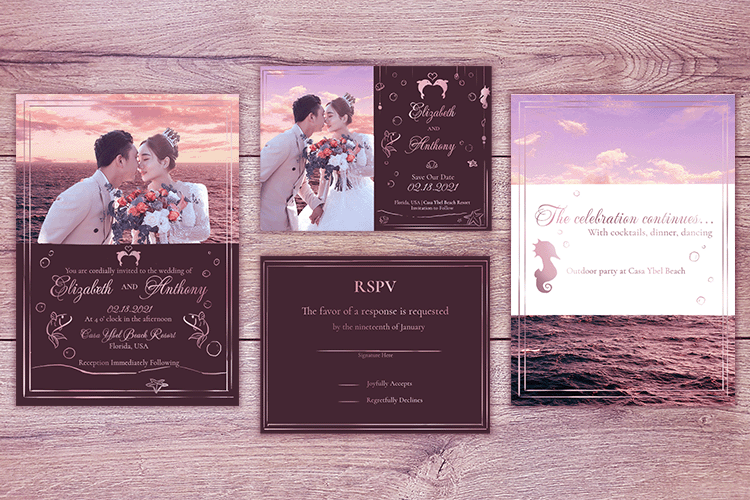 You are cordially invited to the wedding of
Elizabeth AND Anthony
02.13.2021
At 4 o' clock in the afternoon
Casa Ybel Beach Resort
Florida, USA
Reception Immediately Following
Elizabeth
AND
Anthony
Save Our Date
02.13.2021
Florida, USA | Casa Ybel Beach Resort
Invitation to Follow
RSPV
The favor of a response is requested
by the nineteenth of January
Signature Here
Joyfully Accepts
Regretfully Declines
The celebration continues...
With cocktails, dinner, dancing
Outdoor party at Casa Ybel Beach